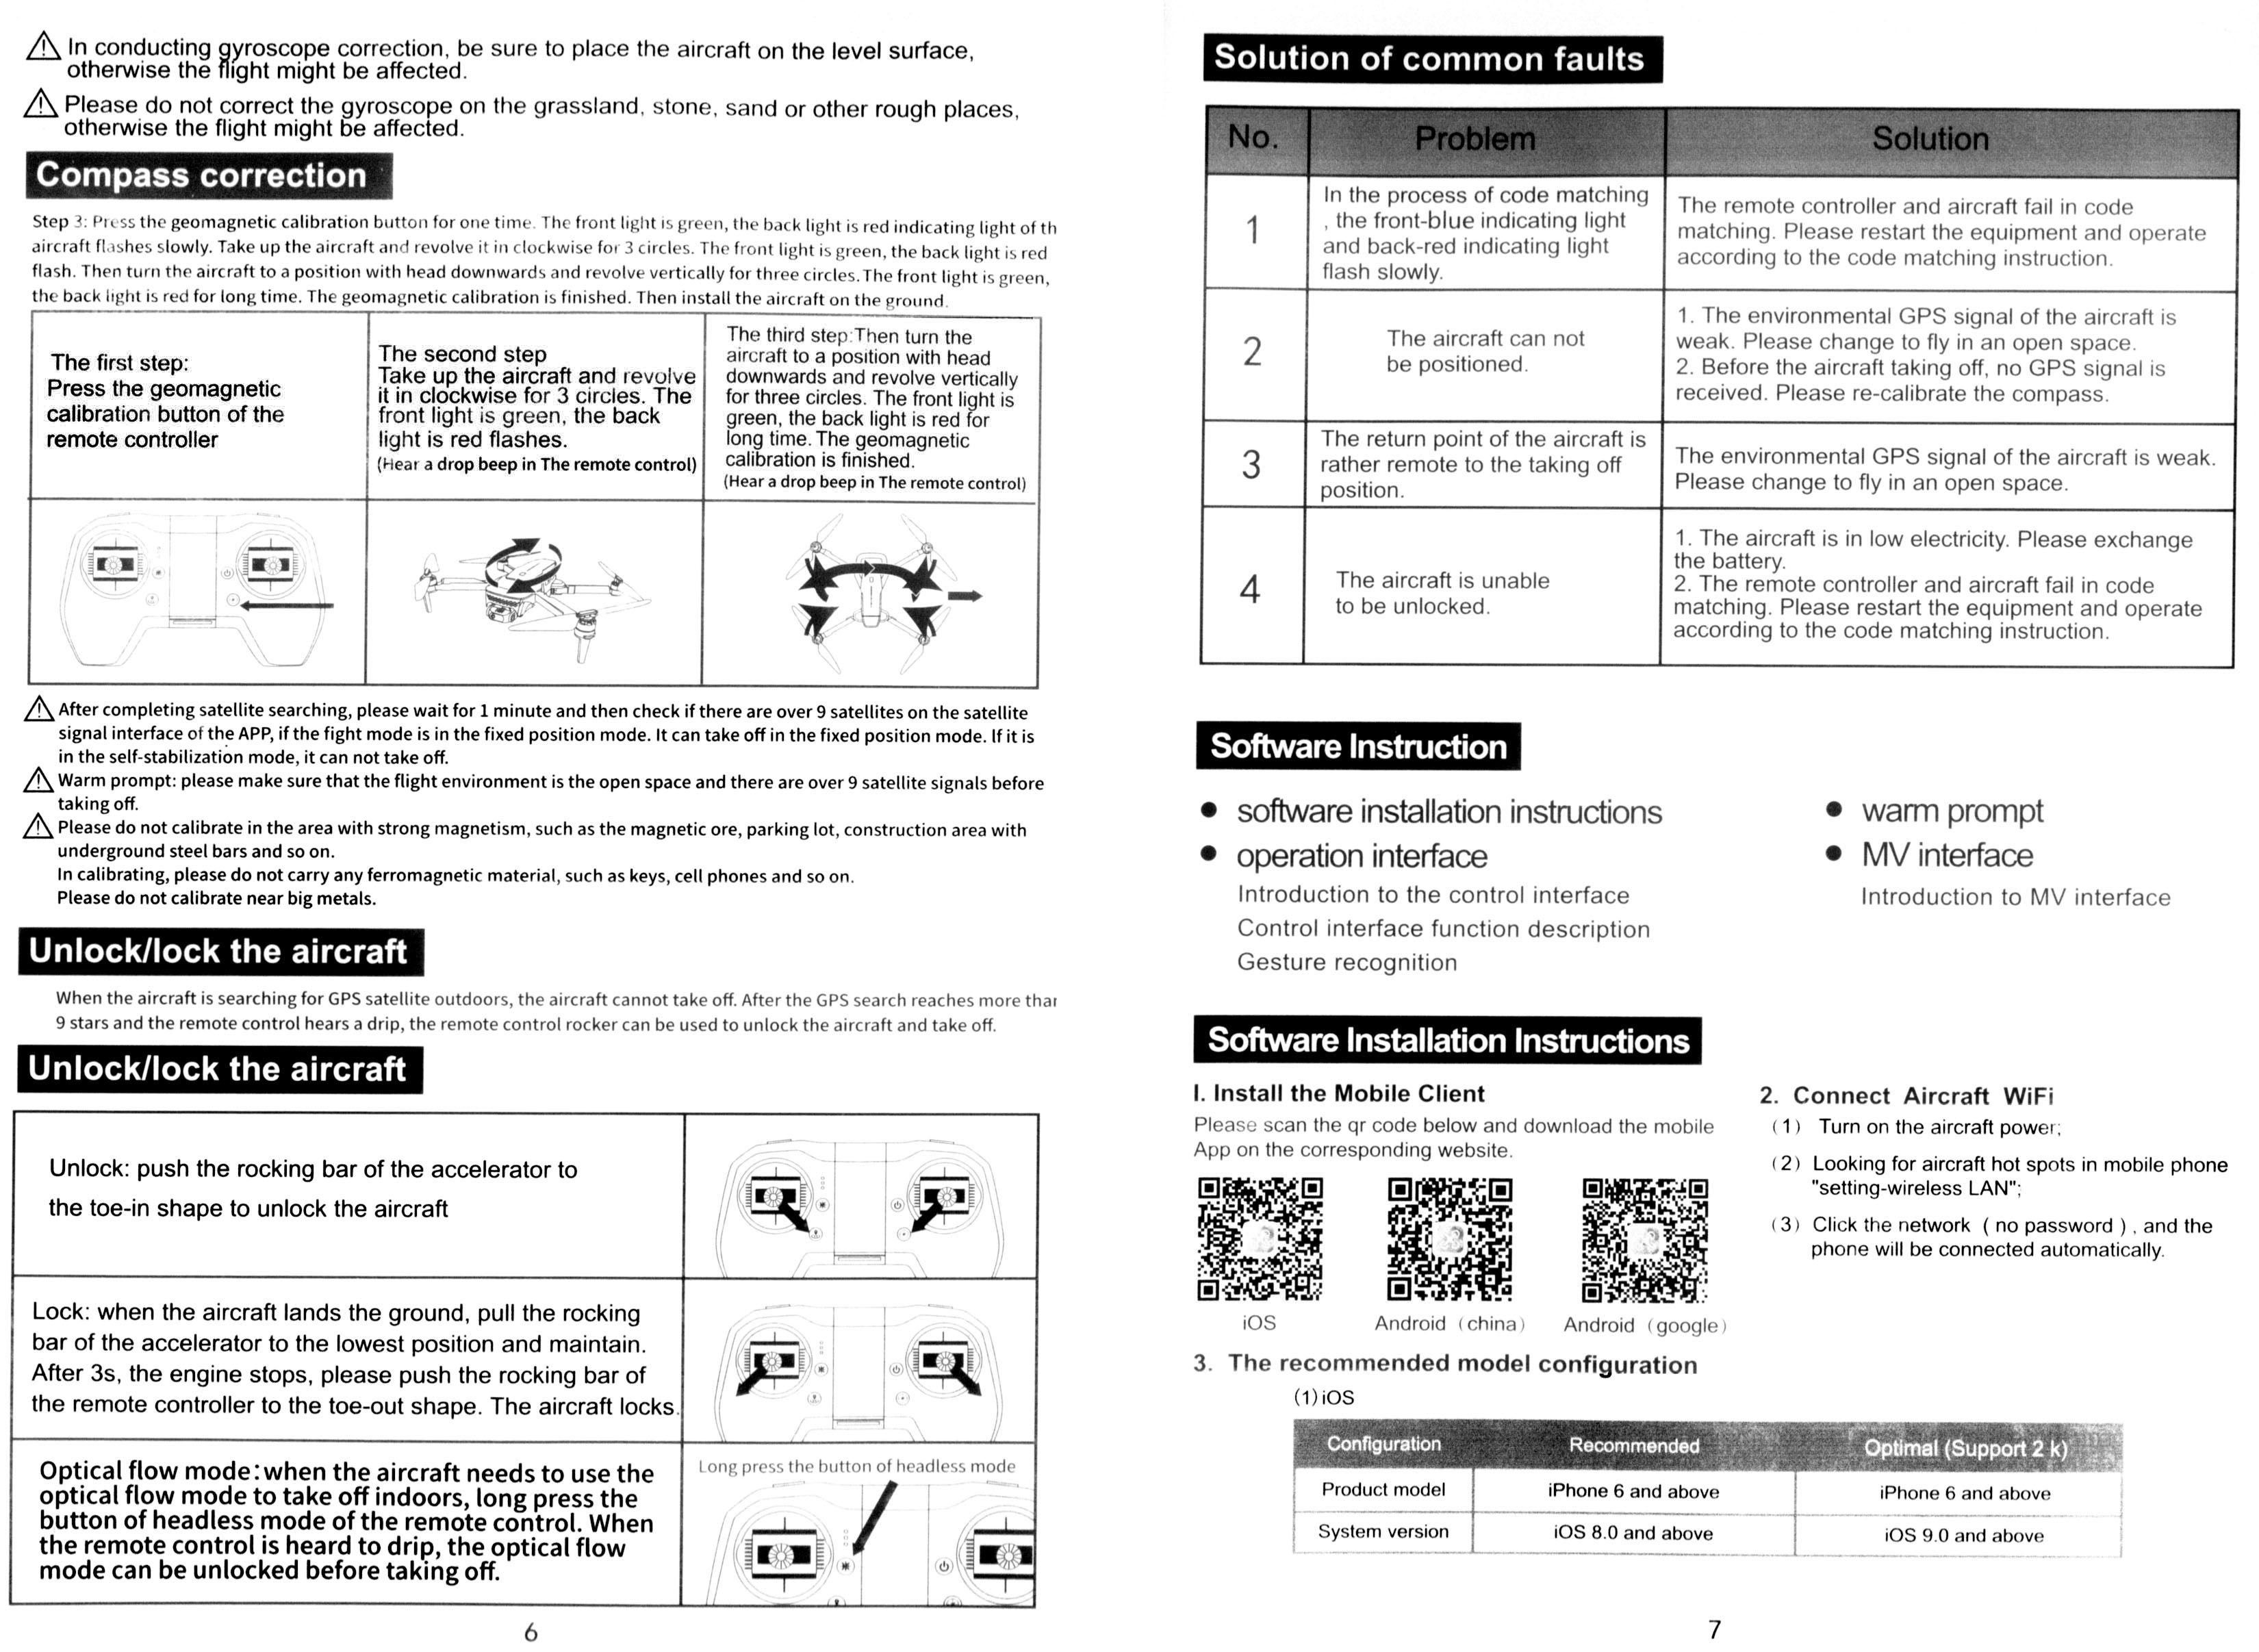 In conducting gyroscope correction, be sure to place the aircraft on the level surface,
otherwise the flight might be affected.
Please do not correct the gyroscope on the grassland, stone, sand or other rough places,
otherwise the flight might be affected.
Compass correction
Step 3: Press the geomagnetic calibration button for one time. The front light is green, the back light is red indicating light of th
aircraft flashes slowly. Take up the aircraft and revolve it in clockwise for 3 circles. The front light is green, the back light is red
flash. Then turn the aircraft to a position with head downwards and revolve vertically for three circles. The front light is green,
the back light is red for long time. The geomagnetic calibration is finished. Then install the aircraft on the ground.
The first step:
Press the geomagnetic
calibration button of the
remote controller
The second step
Take up the aircraft and revolve
it in clockwise for 3 circles. The
front light is green, the back
light is red flashes.
(Hear a drop beep in The remote control)
The third step:Then turn the
aircraft to a position with head
downwards and revolve vertically
for three circles. The front light is
green, the back light is red for
long time. The geomagnetic
calibration is finished.
(Hear a drop beep in The remote control)
After completing satellite searching, please wait for 1 minute and then check if there are over 9 satellites on the satellite
signal interface of the APP, if the fight mode is in the fixed position mode. It can take off in the fixed position mode. If it is
in the self-stabilization mode, it can not take off.
Warm prompt: please make sure that the flight environment is the open space and there are over 9 satellite signals before
taking off.
Please do not calibrate in the area with strong magnetism, such as the magnetic ore, parking lot, construction area with
underground steel bars and so on.
In calibrating, please do not carry any ferromagnetic material, such as keys, cell phones and so on.
Please do not calibrate near big metals.
Unlock/lock the aircraft
When the aircraft is searching for GPS satellite outdoors, the aircraft cannot take off. After the GPS search reaches more thar
9 stars and the remote control hears a drip, the remote control rocker can be used to unlock the aircraft and take off.
Unlock/lock the aircraft
Unlock: push the rocking bar of the accelerator to
the toe-in shape to unlock the aircraft
Lock: when the aircraft lands the ground, pull the rocking
bar of the accelerator to the lowest position and maintain.
After 3s, the engine stops, please push the rocking bar of
the remote controller to the toe-out shape. The aircraft locks.
Optical flow mode:when the aircraft needs to use the
optical flow mode to take off indoors, long press the
button of headless mode of the remote control. When
the remote control is heard to drip, the optical flow
mode can be unlocked before taking off.
Long press the button of headless mode
6
Solution of common faults
No.
Problem
Solution
1
In the process of code matching
, the front-blue indicating light
and back-red indicating light
flash slowly.
The remote controller and aircraft fail in code
matching. Please restart the equipment and operate
according to the code matching instruction.
2
The aircraft can not
be positioned.
1. The environmental GPS signal of the aircraft is
weak. Please change to fly in an open space.
2. Before the aircraft taking off, no GPS signal is
received. Please re-calibrate the compass.
3
The return point of the aircraft is
rather remote to the taking off
position.
The environmental GPS signal of the aircraft is weak.
Please change to fly in an open space.
4
The aircraft is unable
to be unlocked.
1. The aircraft is in low electricity. Please exchange
the battery.
2. The remote controller and aircraft fail in code
matching. Please restart the equipment and operate
according to the code matching instruction.
Software Instruction
● software installation instructions
● operation interface
Introduction to the control interface
Control interface function description
Gesture recognition
● warm prompt
● MV interface
Introduction to MV interface
Software Installation Instructions
I. Install the Mobile Client
Please scan the qr code below and download the mobile
App on the corresponding website.
iOS
Android (china)
Android (google)
2. Connect Aircraft WiFi
(1) Turn on the aircraft power;
(2) Looking for aircraft hot spots in mobile phone
"setting-wireless LAN";
(3) Click the network ( no password ) , and the
phone will be connected automatically.
3. The recommended model configuration
(1) iOS
Configuration
Recommended
Optimal (Support 2 k)
Product model
iPhone 6 and above
iPhone 6 and above
System version
iOS 8.0 and above
iOS 9.0 and above
7